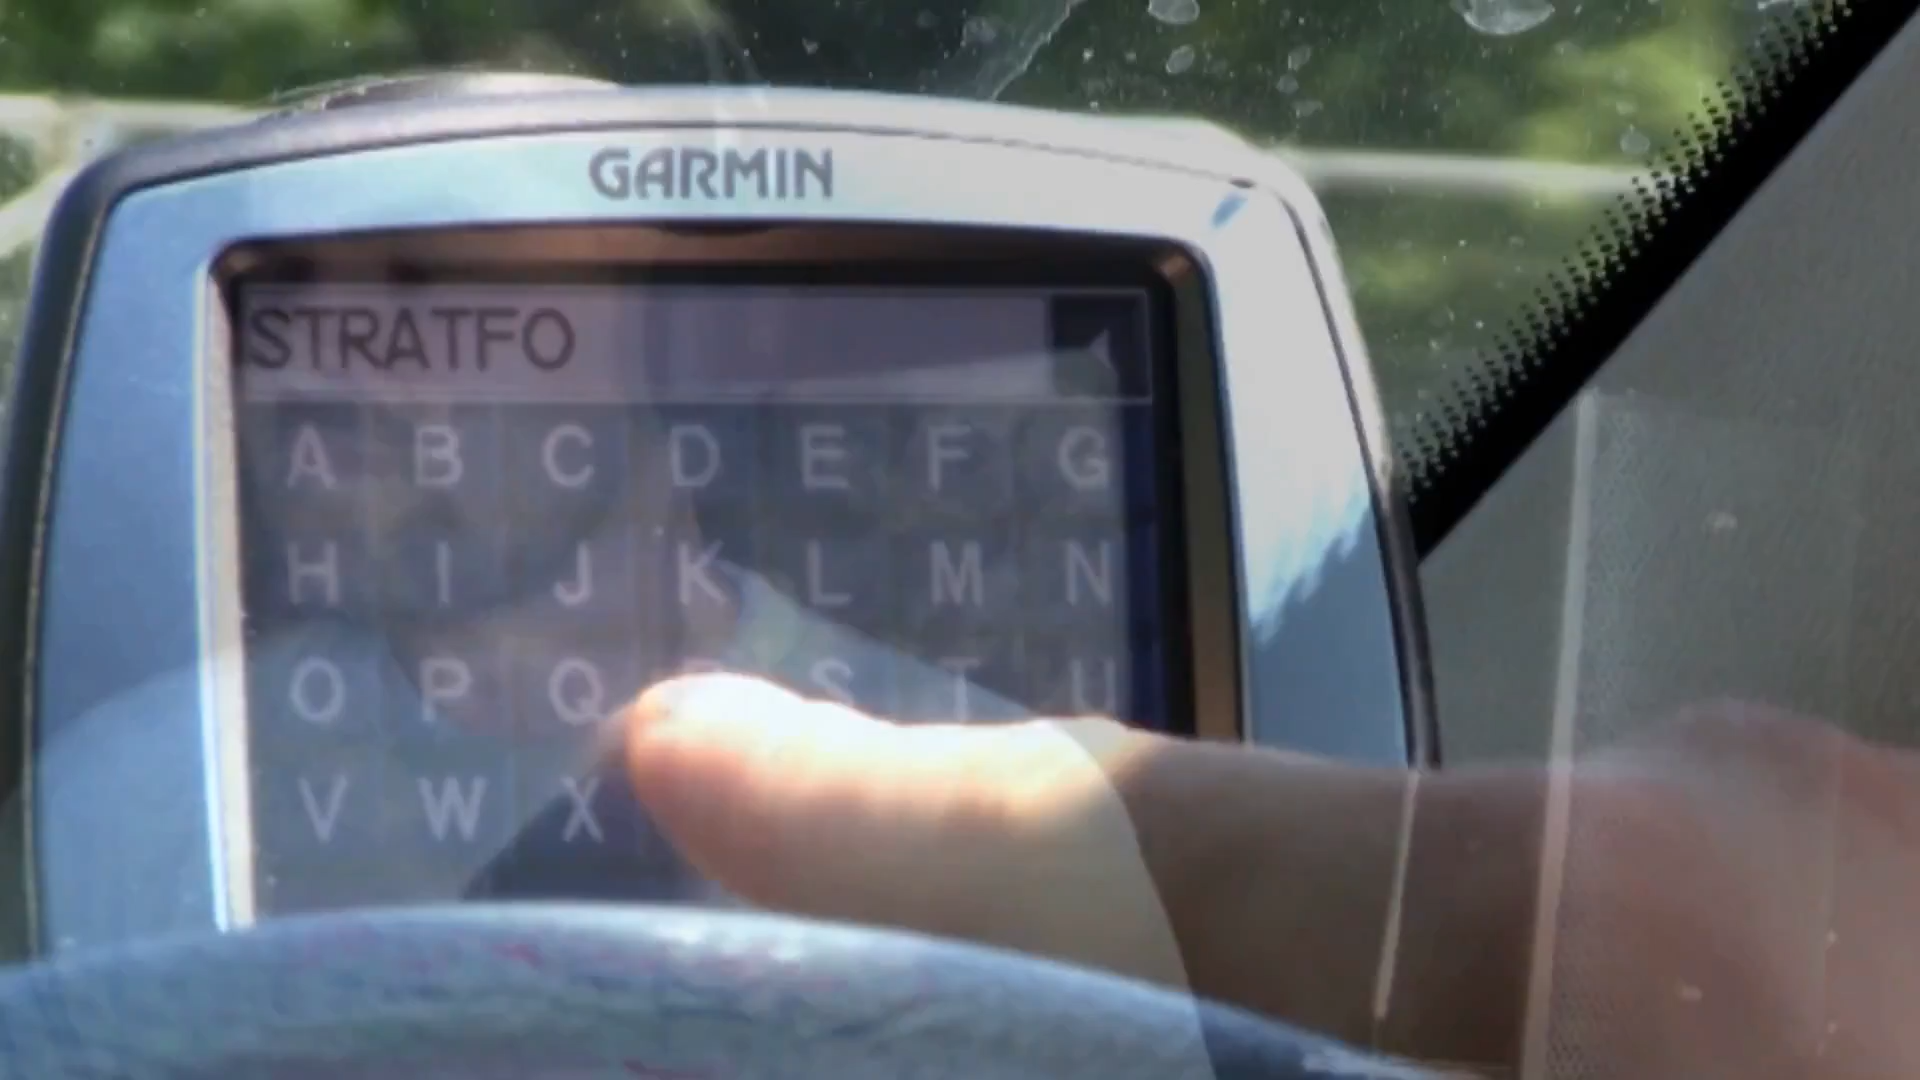 GARMIN
STRATFO
A B C D E F G
H I J K L M N
O P Q R S T U
V W X